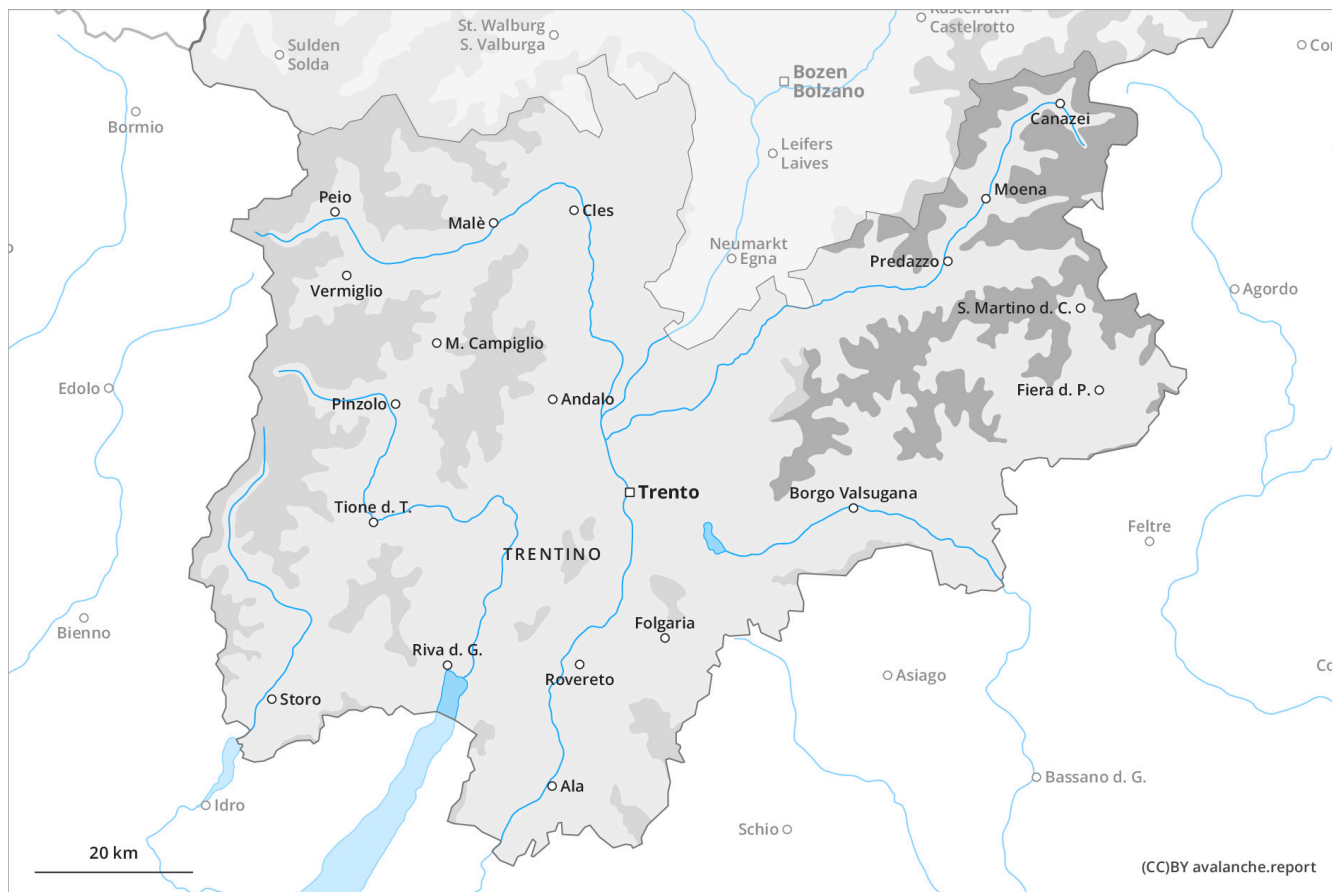 Kastelruth
Castelrotto
St. Walburg
S. Valburga
Sulden
Solda
Bozen
Bolzano
Bormio
Canazei
Leifers
Laives
Moena
Peio
Malè
Cles
Neumarkt
Egna
Predazzo
Vermiglio
Agordo
S. Martino d. C.
M. Campiglio
Edolo
Fiera d. P.
Pinzolo
Andalo
Trento
Borgo Valsugana
Tione d. T.
Feltre
TRENTINO
Bienno
Folgaria
Riva d. G.
Rovereto
Asiago
Storo
Bassano d. G.
Ala
Idro
Schio
20 km
(CC)BY avalanche.report